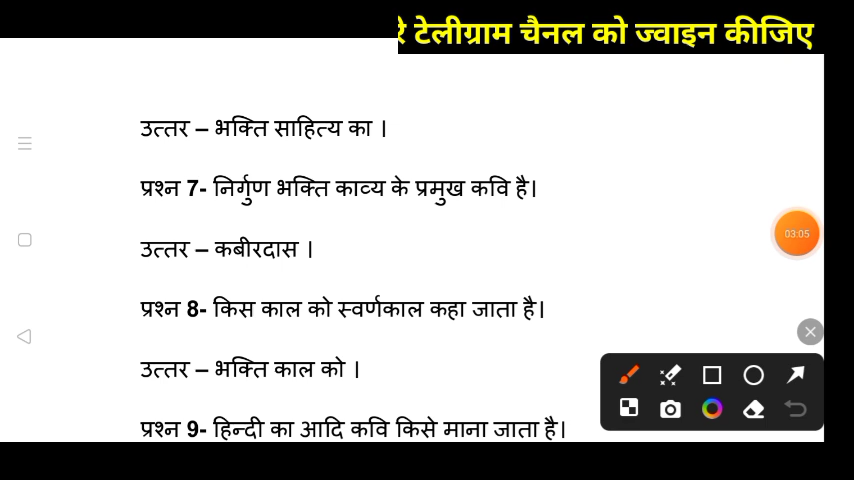 टेलीग्राम चैनल को ज्वाइन कीजिए
उत्तर – भक्ति साहित्य का ।
प्रश्न 7- निर्गुण भक्ति काव्य के प्रमुख कवि है।
उत्तर – कबीरदास ।
03:05
प्रश्न 8- किस काल को स्वर्णकाल कहा जाता है।
उत्तर – भक्ति काल को ।
प्रश्न 9- हिन्दी का आदि कवि किसे माना जाता है।